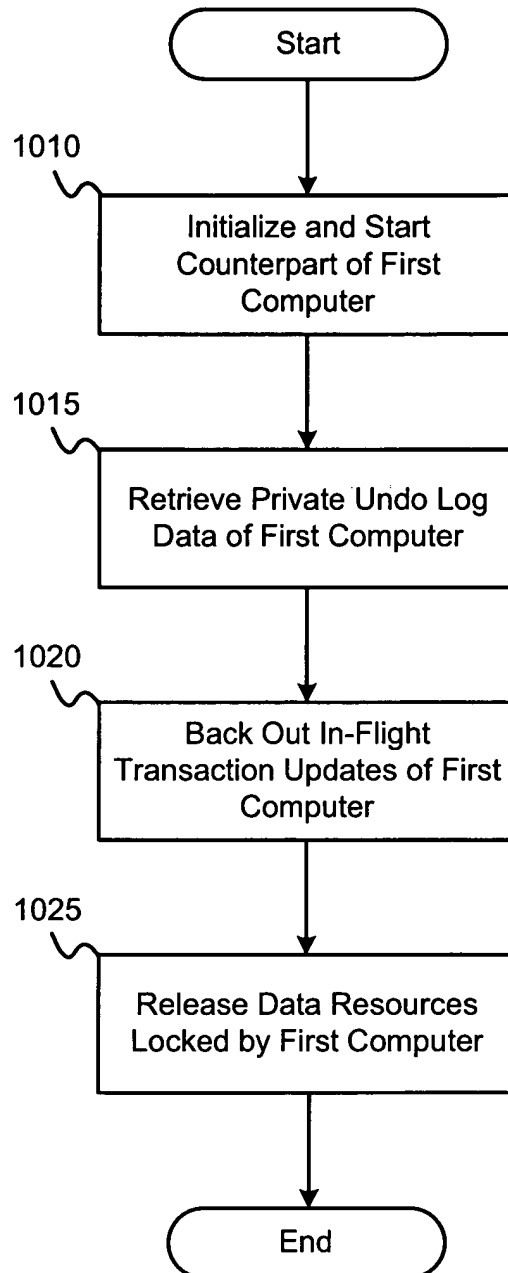 Start
1010
Initialize and Start
Counterpart of First
Computer
1015
Retrieve Private Undo Log
Data of First Computer
1020
Back Out In-Flight
Transaction Updates of First
Computer
1025
Release Data Resources
Locked by First Computer
End